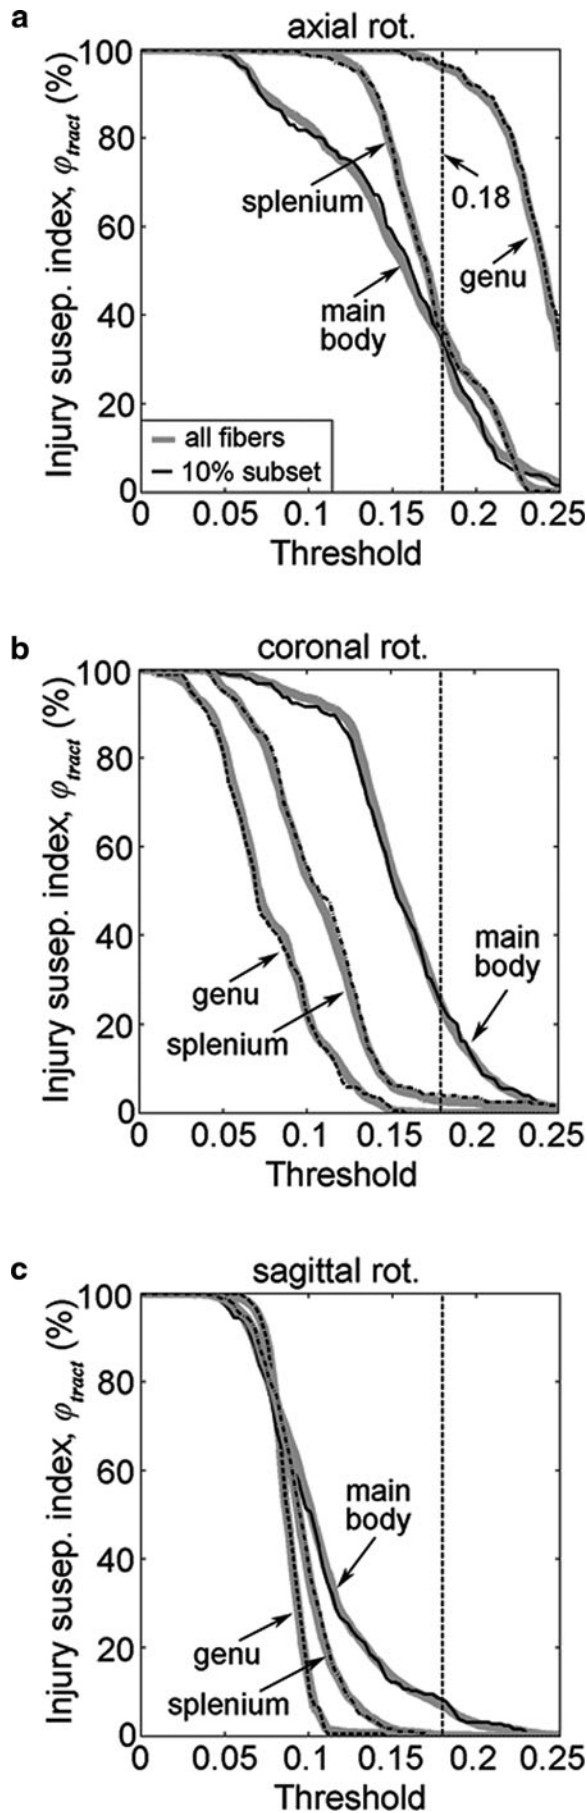 a
axial rot.
Injury susep. index, φtract (%)
100
80
60
40
20
0
splenium
0.18
main
body
genu
all fibers
10% subset
0 0.05 0.1 0.15 0.2 0.25
Threshold
b
coronal rot.
Injury susep. index, φtract (%)
100
80
60
40
20
0
main
body
genu
splenium
0 0.05 0.1 0.15 0.2 0.25
Threshold
c
sagittal rot.
Injury susep. index, φtract (%)
100
80
60
40
20
0
main
body
genu
splenium
0 0.05 0.1 0.15 0.2 0.25
Threshold